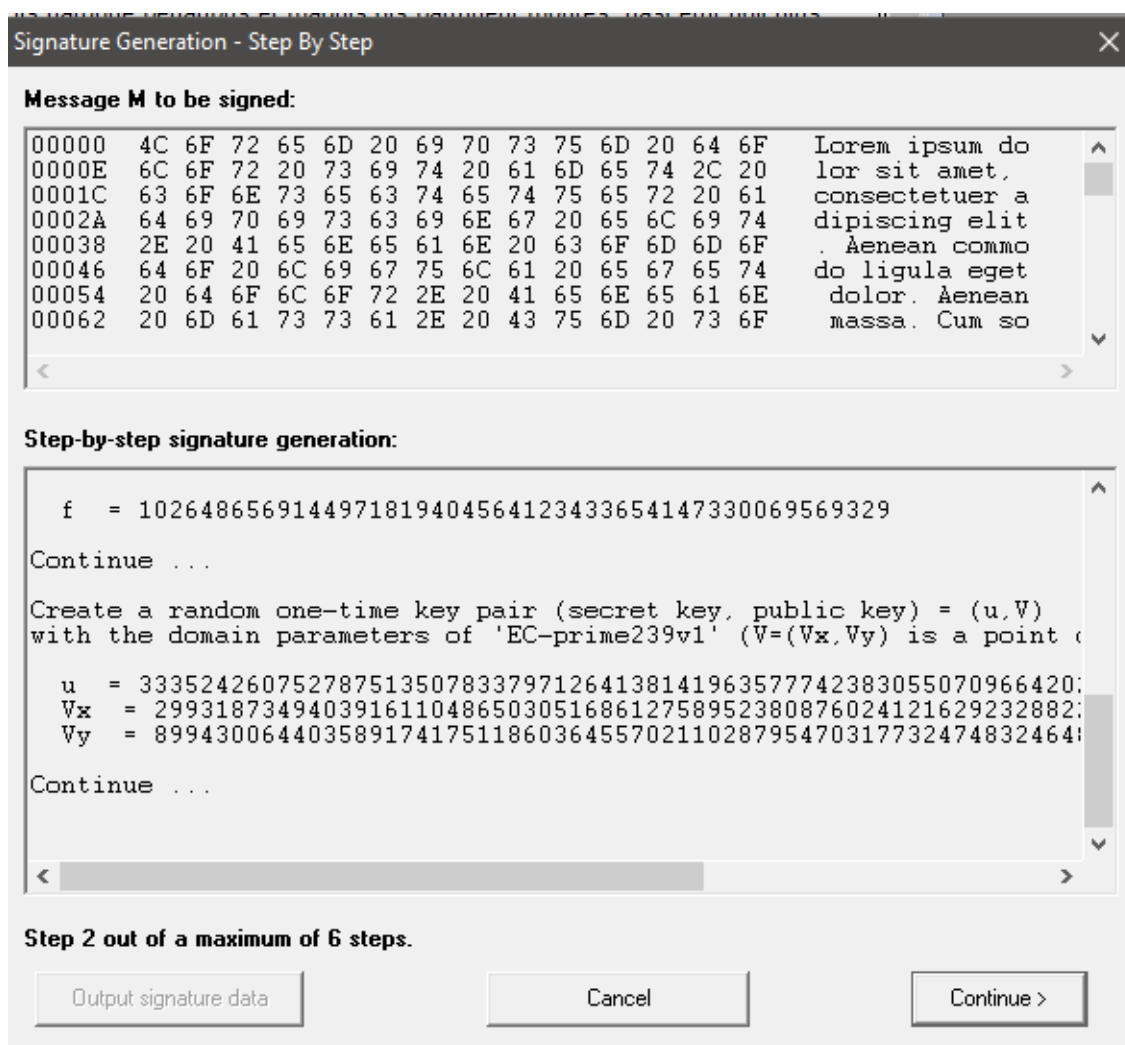 Signature Generation - Step By Step
Message M to be signed:
00000 4C 6F 72 65 6D 20 69 70 73 75 6D 20 64 6F Lorem ipsum do
0000E 6C 6F 72 20 73 69 74 20 61 6D 65 74 2C 20 lor sit amet,
0001C 63 6F 6E 73 65 63 74 65 74 75 65 72 20 61 consectetuer a
0002A 64 69 70 69 73 63 69 6E 67 20 65 6C 69 74 dipiscing elit
00038 2E 20 41 65 6E 65 61 6E 20 63 6F 6D 6D 6F . Aenean commo
00046 64 6F 20 6C 69 67 75 6C 61 20 65 67 65 74 do ligula eget
00054 20 64 6F 6C 6F 72 2E 20 41 65 6E 65 61 6E dolor. Aenean
00062 20 6D 61 73 73 61 2E 20 43 75 6D 20 73 6F massa. Cum so
Step-by-step signature generation:
f = 1026486569144971819404564123433654147330069569329
Continue ...
Create a random one-time key pair (secret key, public key) = (u,V)
with the domain parameters of 'EC-prime239v1' (V=(Vx,Vy) is a point
u = 33352426075278751350783379712641381419635777423830550709664202
Vx = 2993187349403916110486503051686127589523808760241216292328822
Vy = 8994300644035891741751186036455702110287954703177324748324648
Continue ...
Step 2 out of a maximum of 6 steps.
Output signature data
Cancel
Continue >